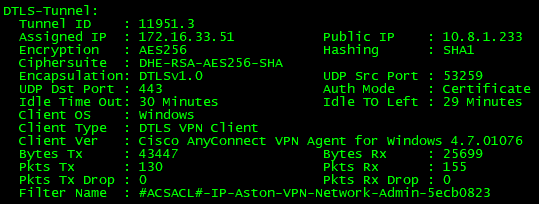 DTLS-Tunnel:
Tunnel ID    : 11951.3
Assigned IP  : 172.16.33.51           Public IP    : 10.8.1.233
Encryption   : AES256                 Hashing      : SHA1
Ciphersuite  : DHE-RSA-AES256-SHA
Encapsulation: DTLSv1.0               UDP Src Port : 53259
UDP Dst Port : 443                    Auth Mode    : Certificate
Idle Time Out: 30 Minutes             Idle TO Left : 29 Minutes
Client OS    : Windows
Client Type  : DTLS VPN Client
Client Ver   : Cisco AnyConnect VPN Agent for Windows 4.7.01076
Bytes Tx     : 43447                  Bytes Rx     : 25699
Pkts Tx      : 130                    Pkts Rx      : 155
Pkts Tx Drop : 0                      Pkts Rx Drop : 0
Filter Name  : #ACSACL#-IP-Aston-VPN-Network-Admin-5ecb0823